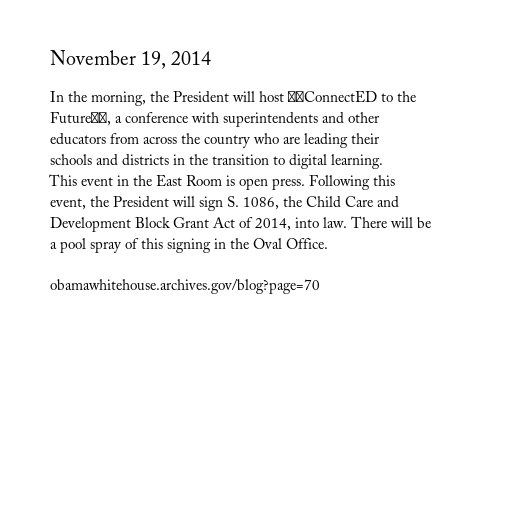 November 19, 2014
In the morning, the President will host ConnectED to the
Future, a conference with superintendents and other
educators from across the country who are leading their
schools and districts in the transition to digital learning.
This event in the East Room is open press. Following this
event, the President will sign S. 1086, the Child Care and
Development Block Grant Act of 2014, into law. There will be
a pool spray of this signing in the Oval Office.
obamawhitehouse.archives.gov/blog?page=70